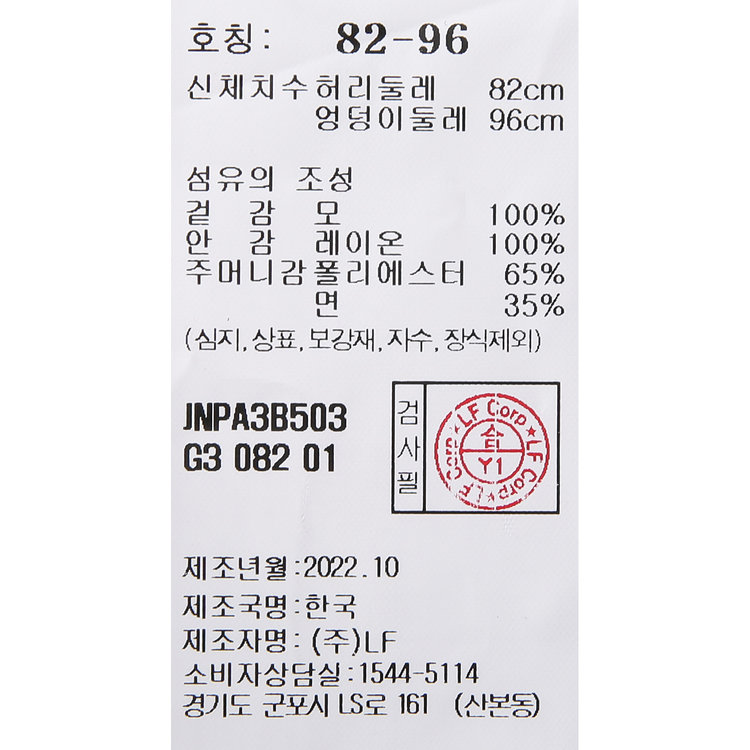 호칭: 82-96
신체치수 허리둘레 82cm
엉덩이둘레 96cm
섬유의 조성
겉 감 모 100%
안 감 레이온 100%
주머니감 폴리에스터 65%
면 35%
(심지,상표,보강재,자수,장식제외)
JNPA3B503
G3 082 01
검사필
LF Corp★LF Corp★LF Corp★
Y1
제조년월:2022.10
제조국명:한국
제조자명: (주)LF
소비자상담실:1544-5114
경기도 군포시 LS로 161 (산본동)